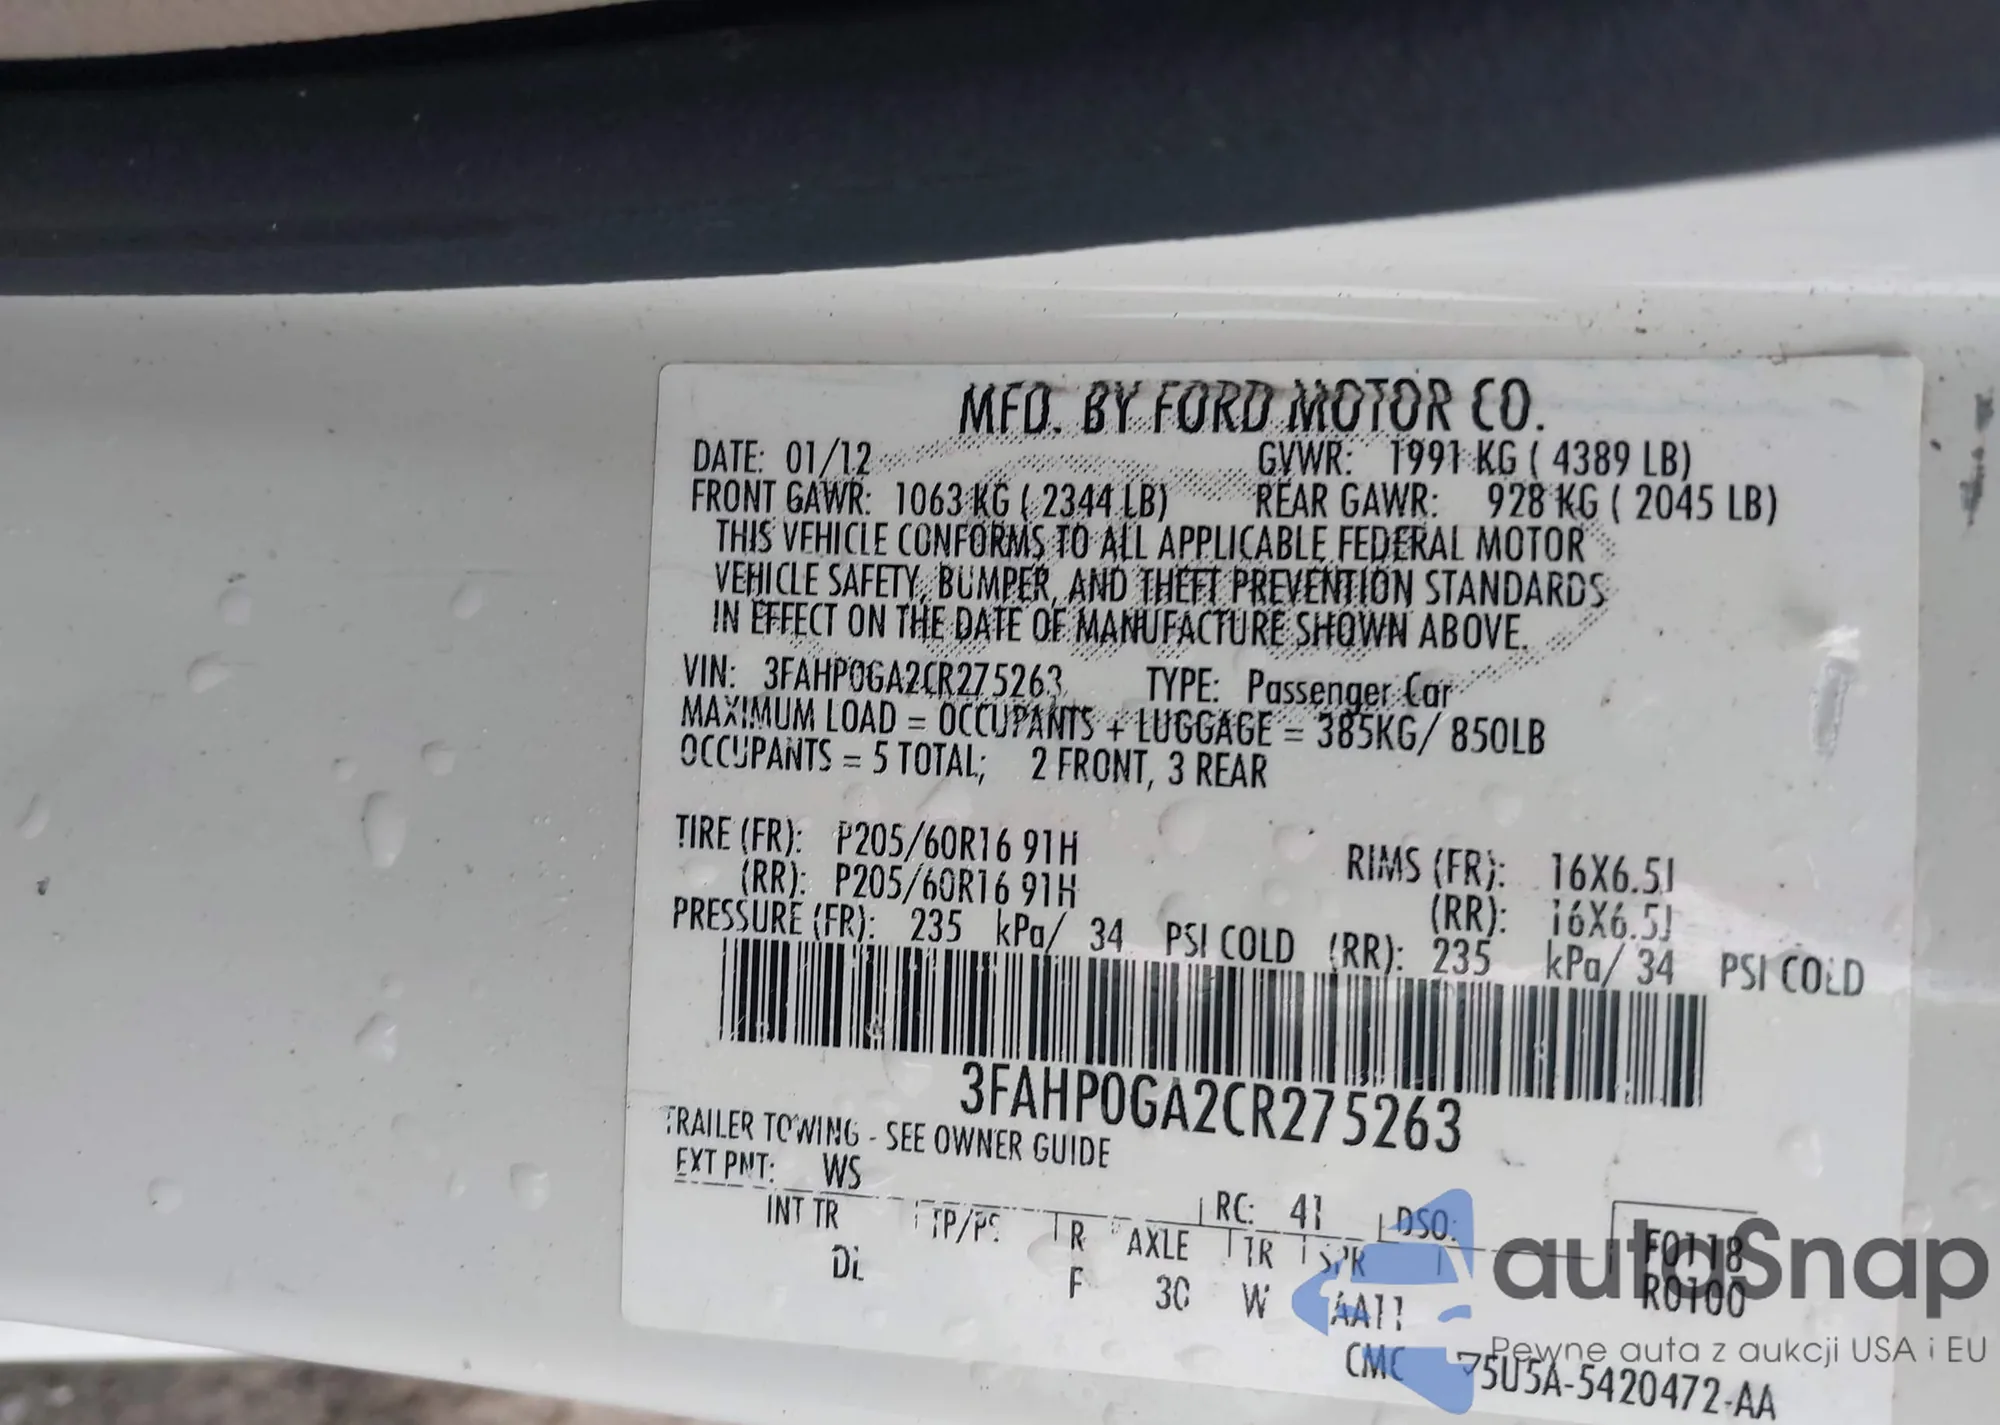 MFD. BY FORD MOTOR CO.
DATE: 01/12 GVWR: 1991 KG ( 4389 LB)
FRONT GAWR: 1063 KG ( 2344 LB) REAR GAWR: 928 KG ( 2045 LB)
THIS VEHICLE CONFORMS TO ALL APPLICABLE FEDERAL MOTOR
VEHICLE SAFETY, BUMPER, AND THEFT PREVENTION STANDARDS
IN EFFECT ON THE DATE OF MANUFACTURE SHOWN ABOVE.
VIN: 3FAHP0GA2CR275263 TYPE: Passenger Car
MAXIMUM LOAD = OCCUPANTS + LUGGAGE = 385KG/ 850LB
OCCUPANTS = 5 TOTAL; 2 FRONT, 3 REAR
TIRE (FR): P205/60R16 91H RIMS (FR): 16X6.5J
(RR): P205/60R16 91H (RR): 16X6.5J
PRESSURE (FR): 235 kPa/ 34 PSI COLD (RR): 235 kPa/ 34 PSI COLD
3FAHP0GA2CR275263
TRAILER TOWING - SEE OWNER GUIDE
EXT PNT: WS RC: 41 DSO:
INT TR TP/PS R AXLE TR SPR F0118
DL F 30 W AA11 R0100
CMC 75U5A-5420472-AA
autaSnap
Pewne auta z aukcji USA i EU